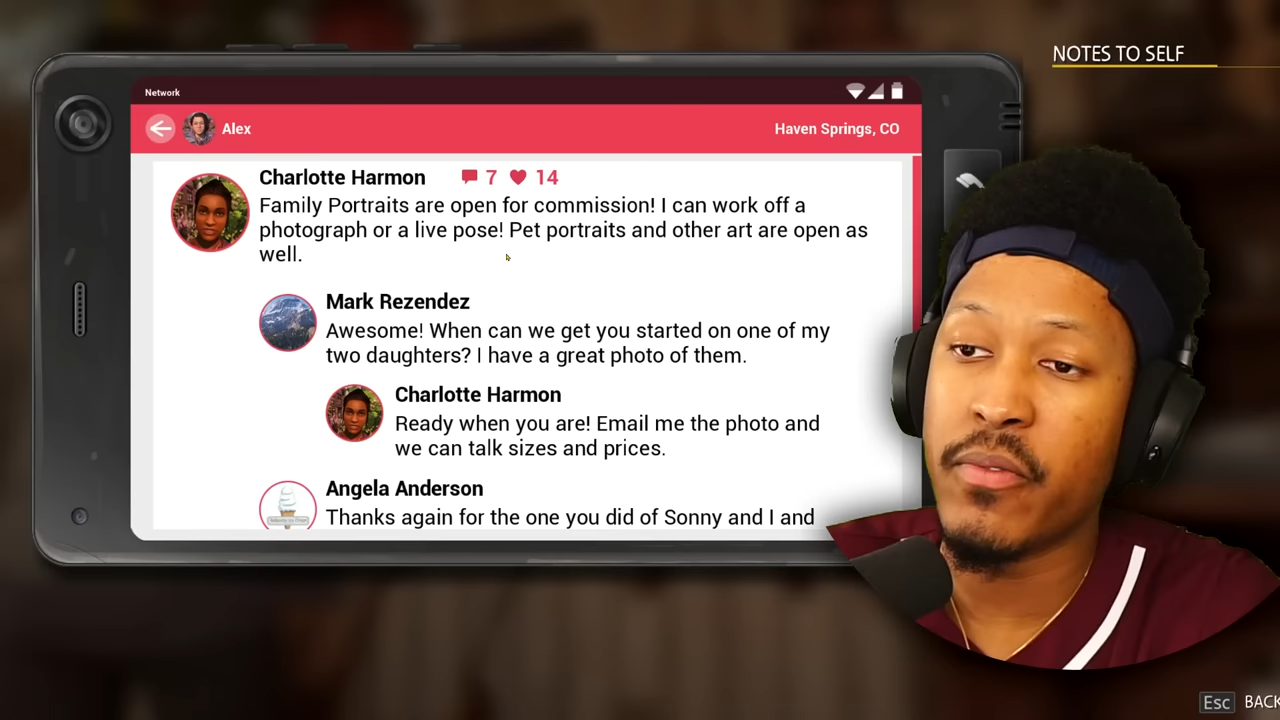 NOTES TO SELF
Network
Alex
Haven Springs, CO
Charlotte Harmon 7 14
Family Portraits are open for commission! I can work off a
photograph or a live pose! Pet portraits and other art are open as
well.
Mark Rezendez
Awesome! When can we get you started on one of my
two daughters? I have a great photo of them.
Charlotte Harmon
Ready when you are! Email me the photo and
we can talk sizes and prices.
Angela Anderson
Thanks again for the one you did of Sonny and I and
Esc BACK